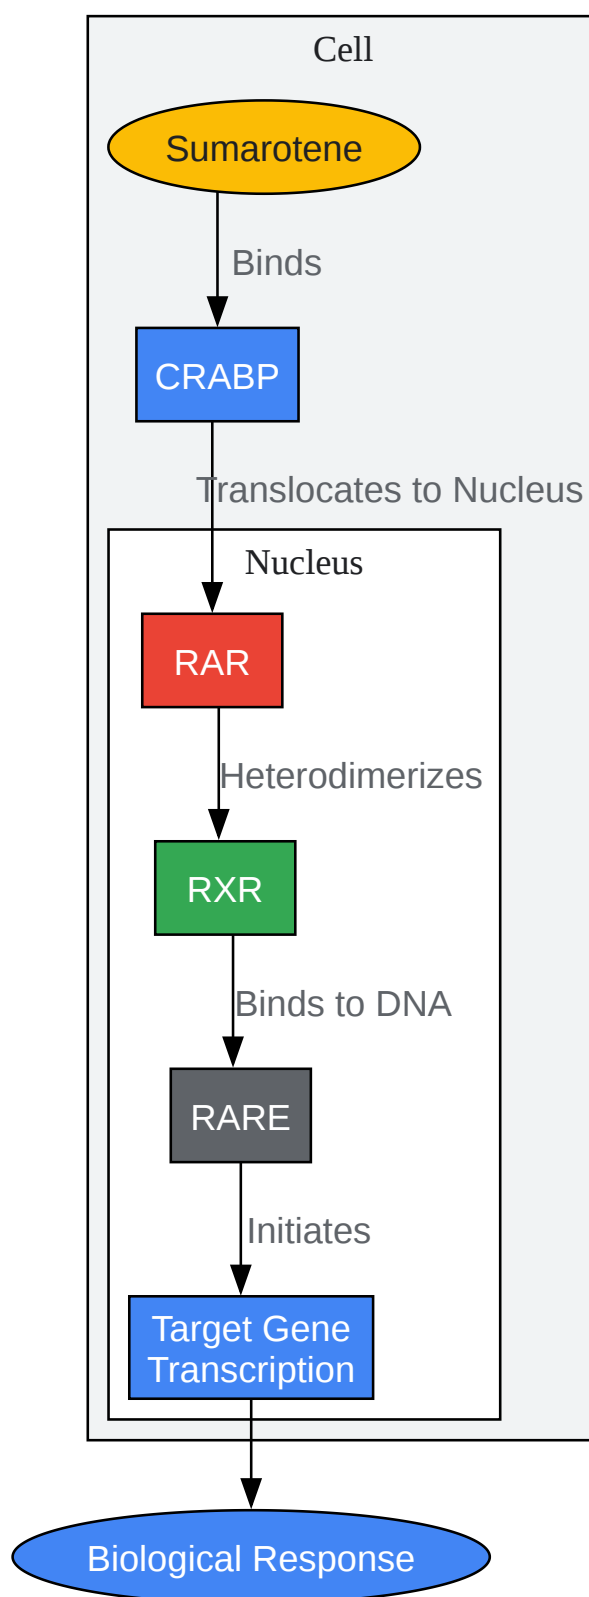 Cell
Sumarotene
Binds
CRABP
Translocates to Nucleus
Nucleus
RAR
Heterodimerizes
RXR
Binds to DNA
RARE
Initiates
Target Gene
Transcription
Biological Response